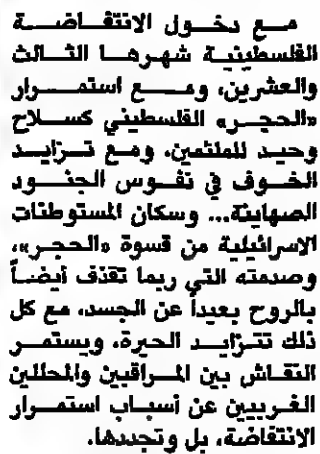 مع دخول الانتفاضة
الفلسطينية شهرها الثالث
والعشرين، ومع استمرار
«الحجر» الفلسطيني كسلاح
وحيد للملثمين، ومع تزايد
الخوف في نفوس الجنود
الصهاينة... وسكان المستوطنات
الاسرائيلية من قسوة «الحجر»،
وصدمته التي ربما تقذف أيضاً
بالروح بعيداً عن الجسد، مع كل
ذلك تتزايد الحيرة، ويستمر
النقاش بين المراقبين والمحللين
الغربيين عن أسباب استمرار
الانتفاضة، بل وتجددها.